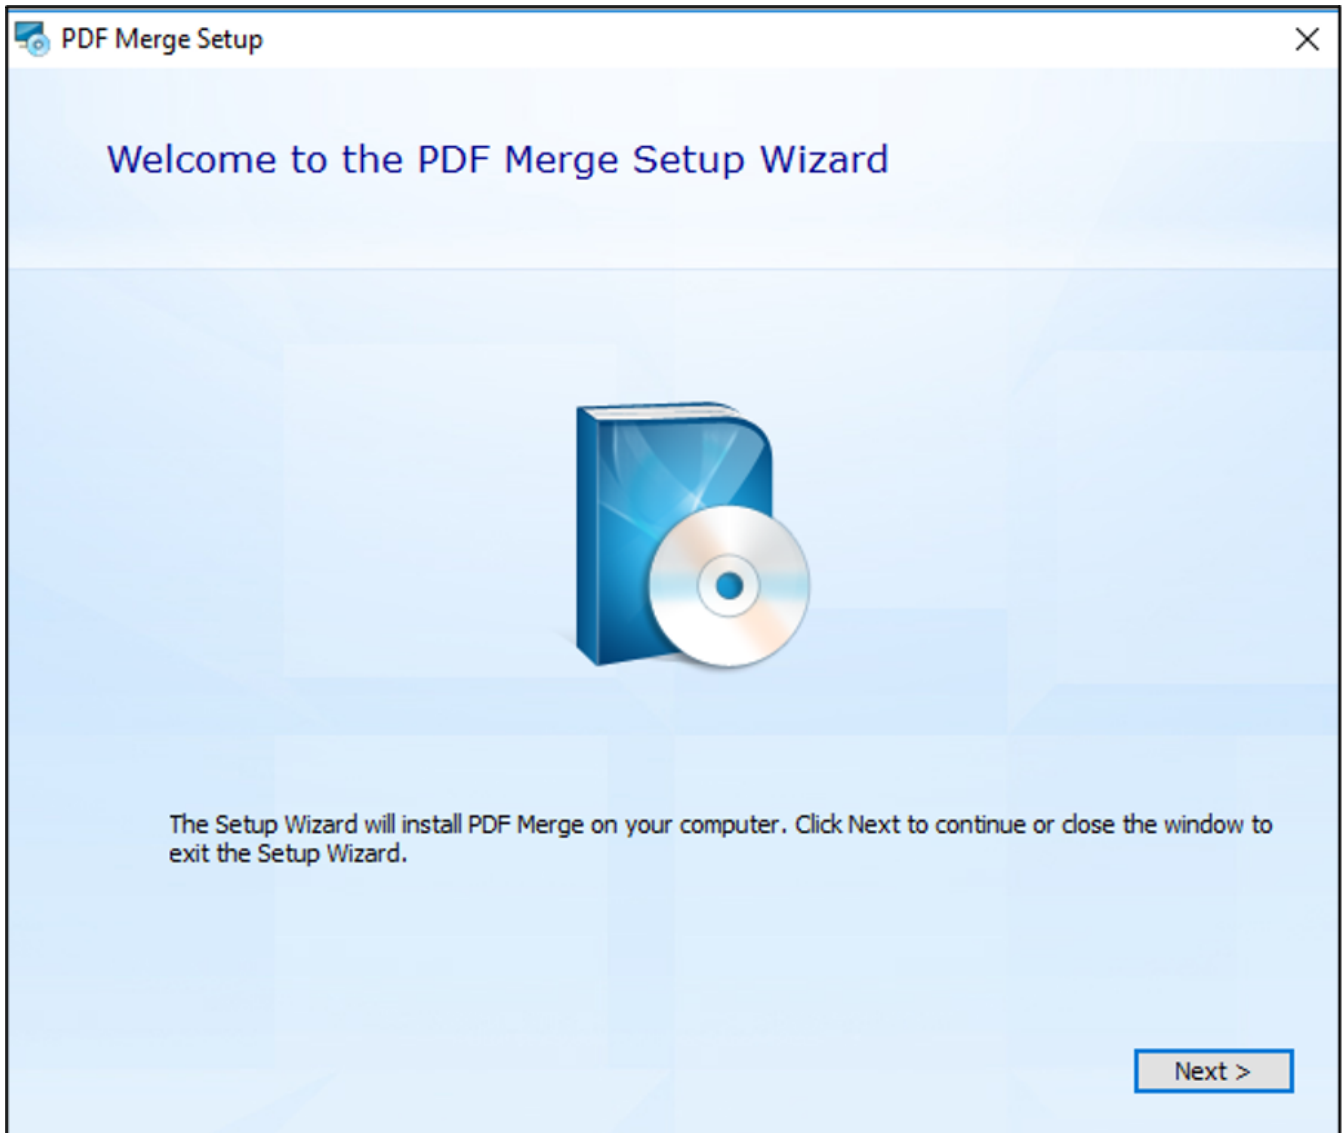 PDF Merge Setup
Welcome to the PDF Merge Setup Wizard
The Setup Wizard will install PDF Merge on your computer. Click Next to continue or close the window to
exit the Setup Wizard.
Next >